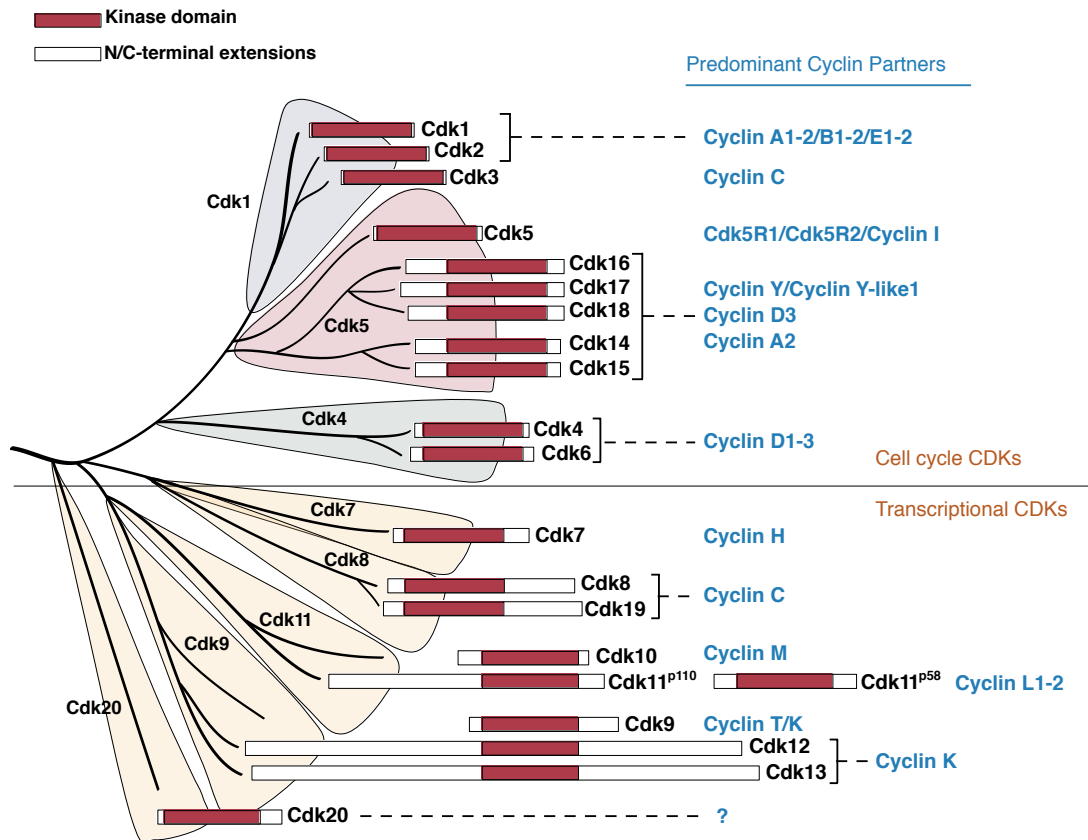 Kinase domain
N/C-terminal extensions
Predominant Cyclin Partners
Cdk1
Cyclin A1-2/B1-2/E1-2
Cdk2
Cdk3
Cyclin C
Cdk1
Cdk5
Cdk5R1/Cdk5R2/Cyclin I
Cdk16
Cdk17
Cyclin Y/Cyclin Y-like1
Cdk18
Cyclin D3
Cdk5
Cdk14
Cyclin A2
Cdk15
Cdk4
Cdk4
Cyclin D1-3
Cdk6
Cell cycle CDKs
Transcriptional CDKs
Cdk7
Cdk7
Cyclin H
Cdk8
Cdk8
Cyclin C
Cdk19
Cdk11
Cdk9
Cdk10
Cyclin M
Cdk11p110
Cdk11p58
Cyclin L1-2
Cdk20
Cdk9
Cyclin T/K
Cdk12
Cyclin K
Cdk13
Cdk20
?